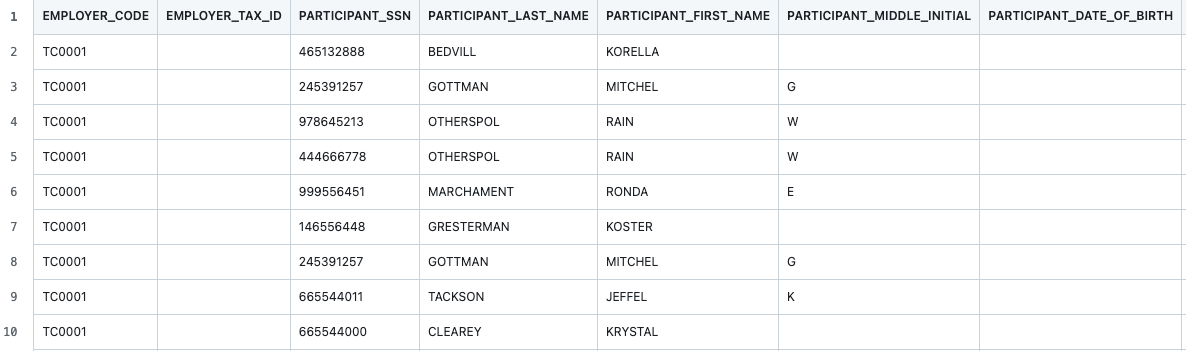 1 EMPLOYER_CODE EMPLOYER_TAX_ID PARTICIPANT_SSN PARTICIPANT_LAST_NAME PARTICIPANT_FIRST_NAME PARTICIPANT_MIDDLE_INITIAL PARTICIPANT_DATE_OF_BIRTH
2 TC0001 465132888 BEDVILL KORELLA
3 TC0001 245391257 GOTTMAN MITCHEL G
4 TC0001 978645213 OTHERSPOL RAIN W
5 TC0001 444666778 OTHERSPOL RAIN W
6 TC0001 999556451 MARCHAMENT RONDA E
7 TC0001 146556448 GRESTERMAN KOSTER
8 TC0001 245391257 GOTTMAN MITCHEL G
9 TC0001 665544011 TACKSON JEFFEL K
10 TC0001 665544000 CLEAREY KRYSTAL